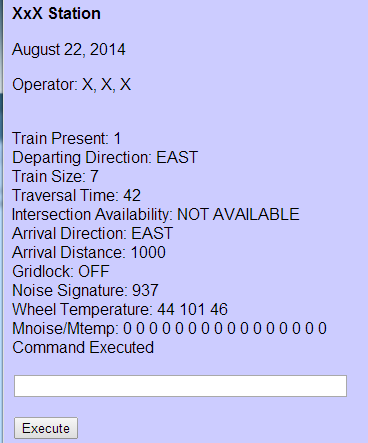 XxX Station
August 22, 2014
Operator: X, X, X
Train Present: 1
Departing Direction: EAST
Train Size: 7
Traversal Time: 42
Intersection Availability: NOT AVAILABLE
Arrival Direction: EAST
Arrival Distance: 1000
Gridlock: OFF
Noise Signature: 937
Wheel Temperature: 44 101 46
Mnoise/Mtemp: 0 0 0 0 0 0 0 0 0 0 0 0 0 0 0 0
Command Executed
Execute